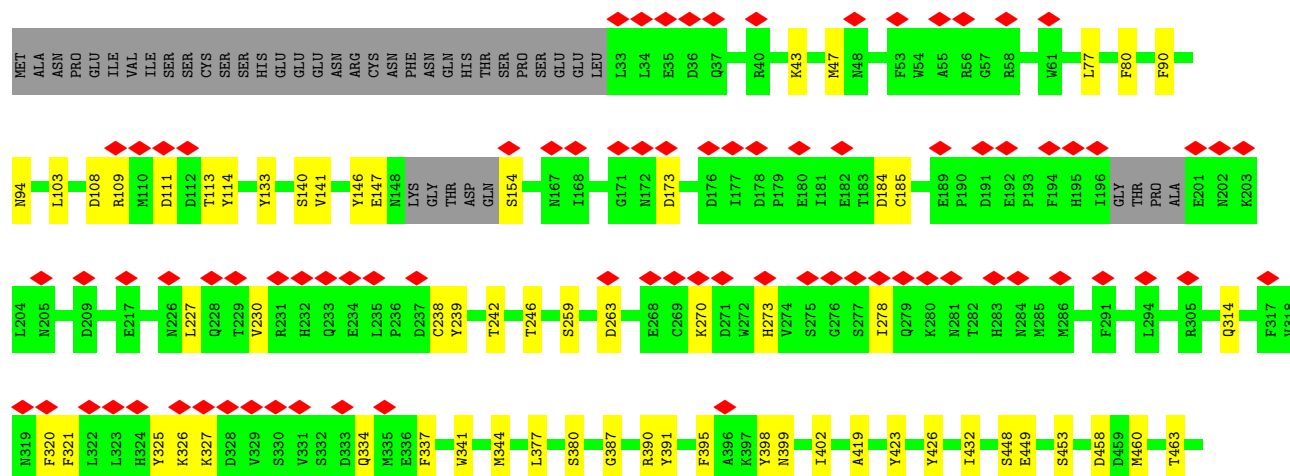 MET ALA ASN PRO GLU ILE VAL ILE SER SER CYS SER SER HIS GLU GLU GLU ASN ARG CYS ASN PHE ASN GLN HIS THR SER PRO SER GLU GLU LEU L33 L34 E35 D36 Q37 R40 K43 M47 N48 F53 W54 A55 R56 G57 R58 W61 L77 F80 F90
N94 L103 D108 R109 M110 D111 D112 T113 Y114 Y133 S140 V141 Y146 E147 N148 LYS GLY THR ASP GLN S154 N167 I168 G171 N172 D173 D176 I177 D178 P179 E180 I181 E182 T183 D184 C185 E189 P190 D191 E192 P193 F194 H195 I196 GLY THR PRO ALA E201 N202 K203
L204 N205 D209 E217 N226 L227 Q228 T229 V230 R231 H232 Q233 E234 L235 P236 D237 C238 Y239 T242 T246 S259 D263 E268 C269 K270 D271 W272 H273 V274 S275 G276 S277 I278 Q279 K280 N281 T282 H283 N284 M285 M286 F291 L294 R305 Q314 F317 V318
N319 F320 F321 L322 L323 H324 Y325 K326 K327 D328 V329 S330 V331 S332 D333 Q334 M335 E336 F337 W341 M344 L377 S380 G387 R390 Y391 F395 A396 K397 Y398 N399 I402 A419 Y423 Y426 I432 S448 E449 S453 D458 D459 M460 T463